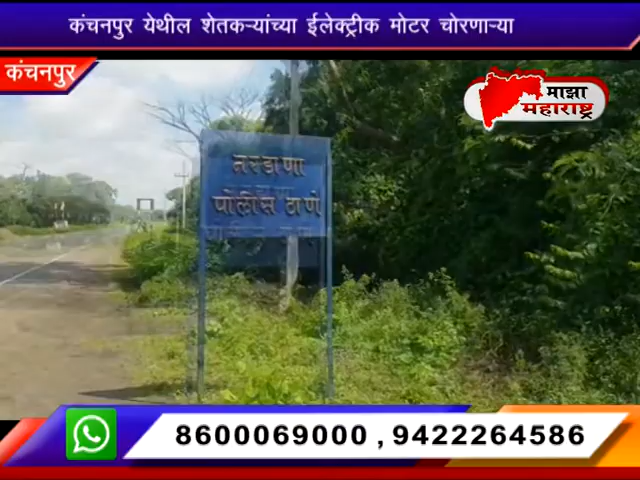 कंचनपुर येथील शेतकऱ्यांच्या ईलेक्ट्रीक मोटर चोरणाऱ्या
कंचनपुर
माझा
महाराष्ट्र
नरडाणा
पोलीस ठाणे
8600069000 , 9422264586